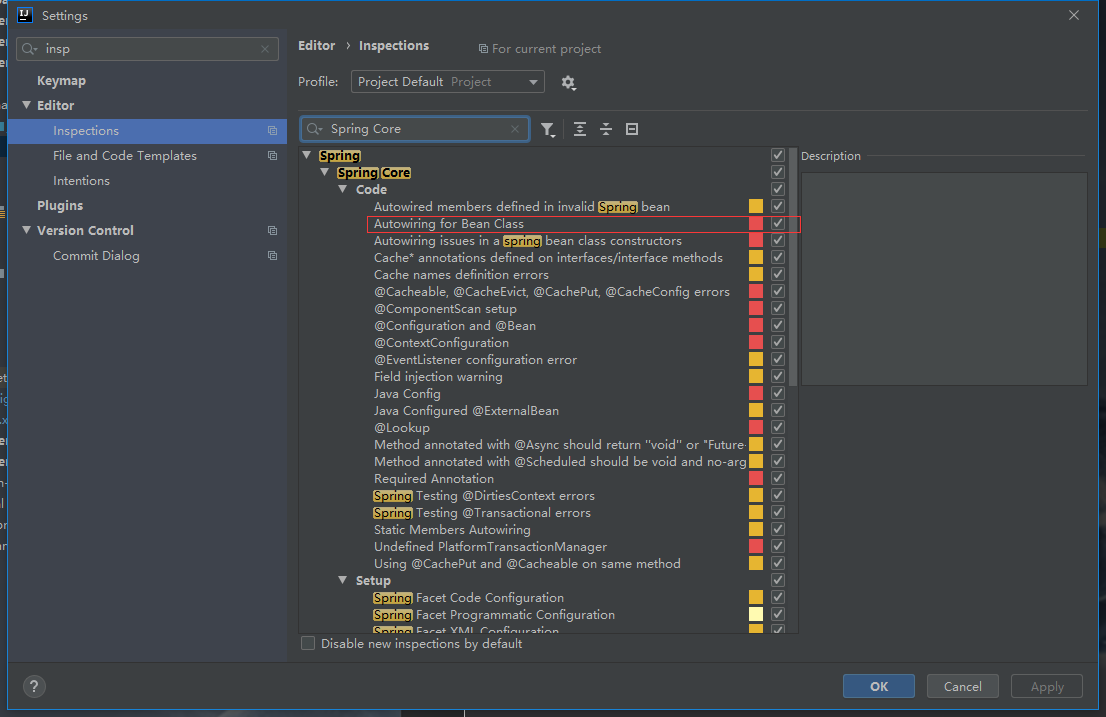 Settings
insp
Keymap
Editor
Inspections
File and Code Templates
Intentions
Plugins
Version Control
Commit Dialog
Editor › Inspections
For current project
Profile:
Project Default Project
Spring Core
Spring
Spring Core
Code
Autowired members defined in invalid Spring bean
Autowiring for Bean Class
Autowiring issues in a spring bean class constructors
Cache* annotations defined on interfaces/interface methods
Cache names definition errors
@Cacheable, @CacheEvict, @CachePut, @CacheConfig errors
@ComponentScan setup
@Configuration and @Bean
@ContextConfiguration
@EventListener configuration error
Field injection warning
Java Config
Java Configured @ExternalBean
@Lookup
Method annotated with @Async should return "void" or "Future-
Method annotated with @Scheduled should be void and no-arg
Required Annotation
Spring Testing @DirtiesContext errors
Spring Testing @Transactional errors
Static Members Autowiring
Undefined PlatformTransactionManager
Using @CachePut and @Cacheable on same method
Setup
Spring Facet Code Configuration
Spring Facet Programmatic Configuration
Spring Facet XML Configuration
Disable new inspections by default
Description
?
OK
Cancel
Apply